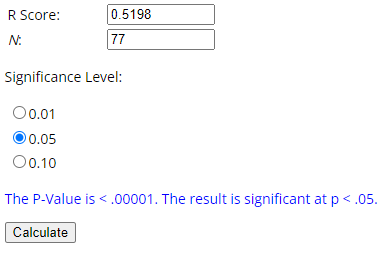 R Score: 0.5198
N: 77
Significance Level:
0.01
0.05
0.10
The P-Value is < .00001. The result is significant at p < .05.
Calculate